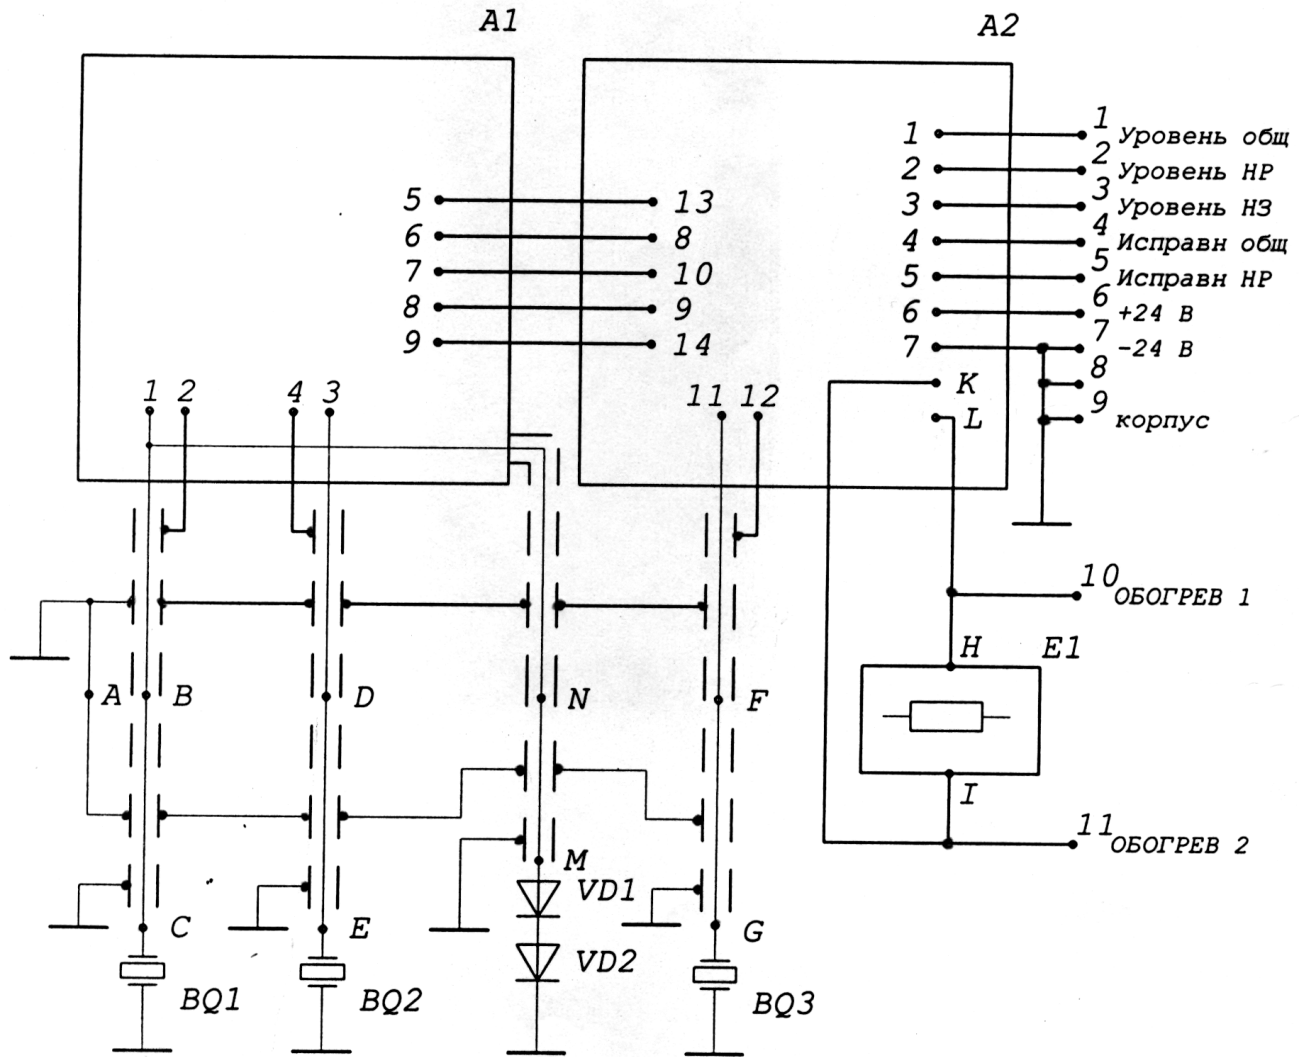 A1
A2
1 1 Уровень общ
2 2 Уровень НР
3 3 Уровень НЗ
4 4 Исправн общ
5 5 Исправн НР
6 6 +24 В
7 7 -24 В
8
9 корпус
5 13
6 8
7 10
8 9
9 14
K
L
1 2 4 3 11 12
10 ОБОГРЕВ 1
H E1
A B D N F
I
11 ОБОГРЕВ 2
M
VD1
C E G
VD2
BQ1 BQ2 BQ3